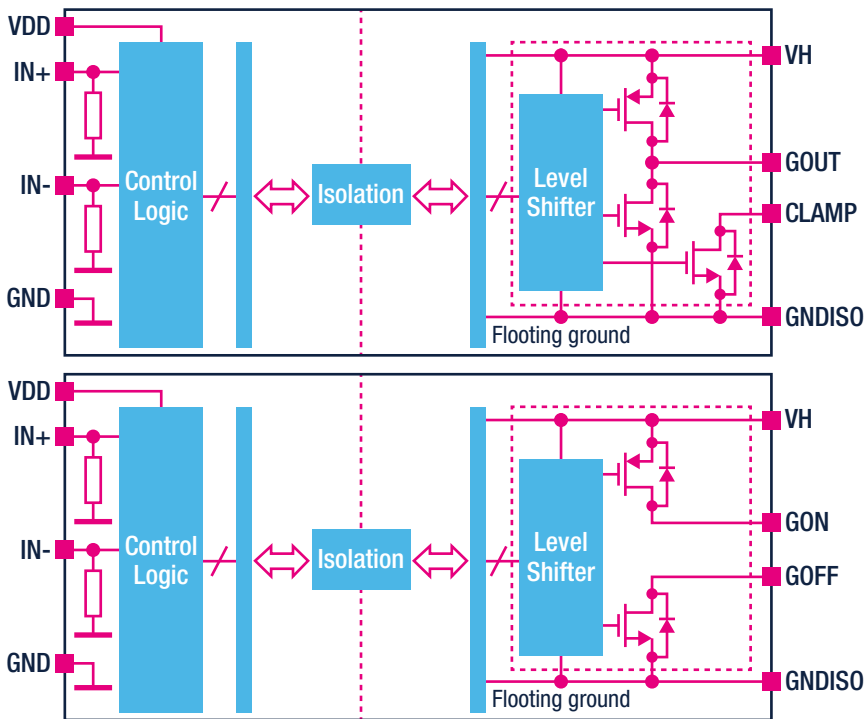 VDD
IN+
IN-
GND
Control
Logic
Isolation
Level
Shifter
VH
GOUT
CLAMP
GNDISO
Flooting ground
VDD
IN+
IN-
GND
Control
Logic
Isolation
Level
Shifter
VH
GON
GOFF
GNDISO
Flooting ground